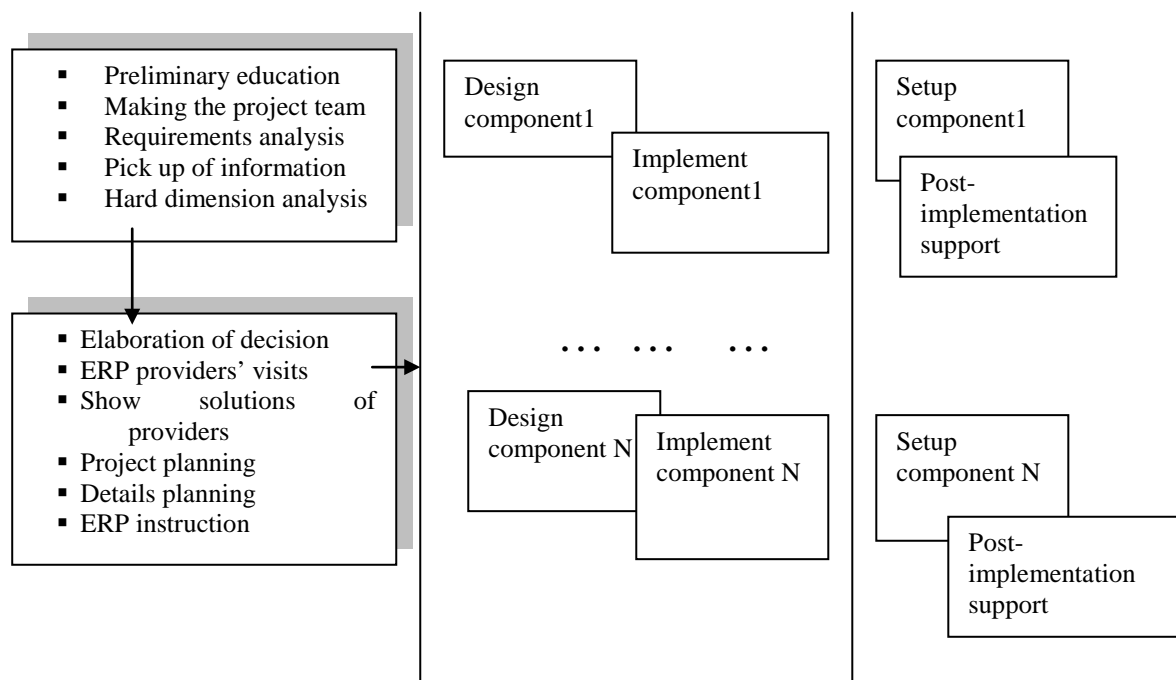 ▪ Preliminary education
▪ Making the project team
▪ Requirements analysis
▪ Pick up of information
▪ Hard dimension analysis
▪ Elaboration of decision
▪ ERP providers’ visits
▪ Show solutions of
providers
▪ Project planning
▪ Details planning
▪ ERP instruction
Design
component1
Implement
component1
… … …
Design
component N
Implement
component N
Setup
component1
Post-
implementation
support
Setup
component N
Post-
implementation
support